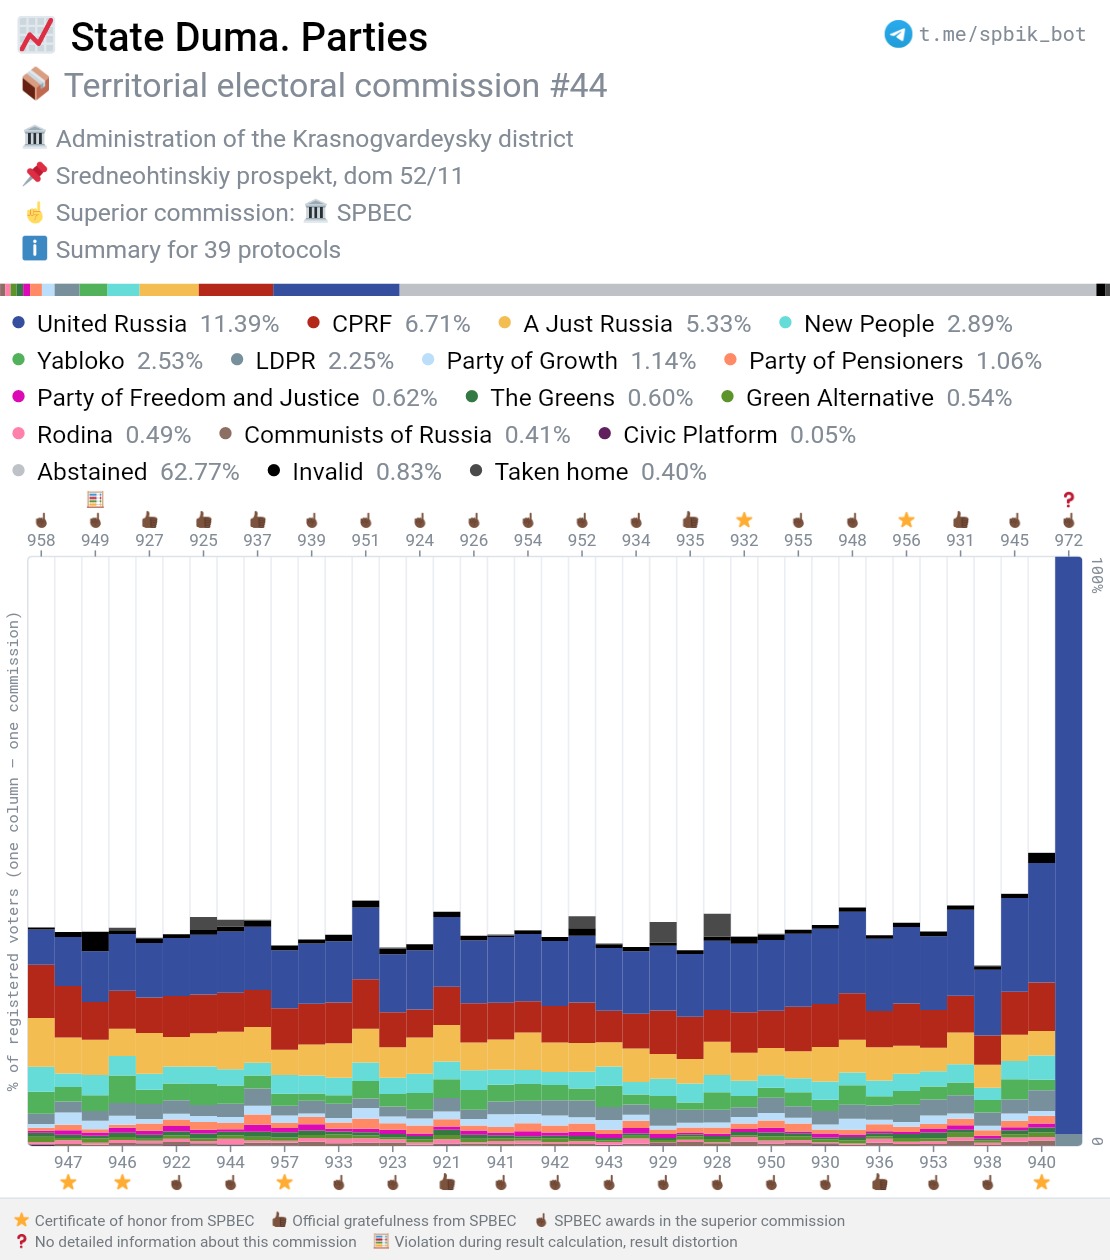 State Duma. Parties
t.me/spbik_bot
Territorial electoral commission #44
Administration of the Krasnogvardeysky district
Sredneohtinskiy prospekt, dom 52/11
Superior commission: SPBEC
Summary for 39 protocols
United Russia 11.39% CPRF 6.71% A Just Russia 5.33% New People 2.89%
Yabloko 2.53% LDPR 2.25% Party of Growth 1.14% Party of Pensioners 1.06%
Party of Freedom and Justice 0.62% The Greens 0.60% Green Alternative 0.54%
Rodina 0.49% Communists of Russia 0.41% Civic Platform 0.05%
Abstained 62.77% Invalid 0.83% Taken home 0.40%
958 949 927 925 937 939 951 924 926 954 952 934 935 932 955 948 956 931 945 972
100%
% of registered voters (one column – one commission)
0
947 946 922 944 957 933 923 921 941 942 943 929 928 950 930 936 953 938 940
Certificate of honor from SPBEC Official gratefulness from SPBEC SPBEC awards in the superior commission
? No detailed information about this commission Violation during result calculation, result distortion